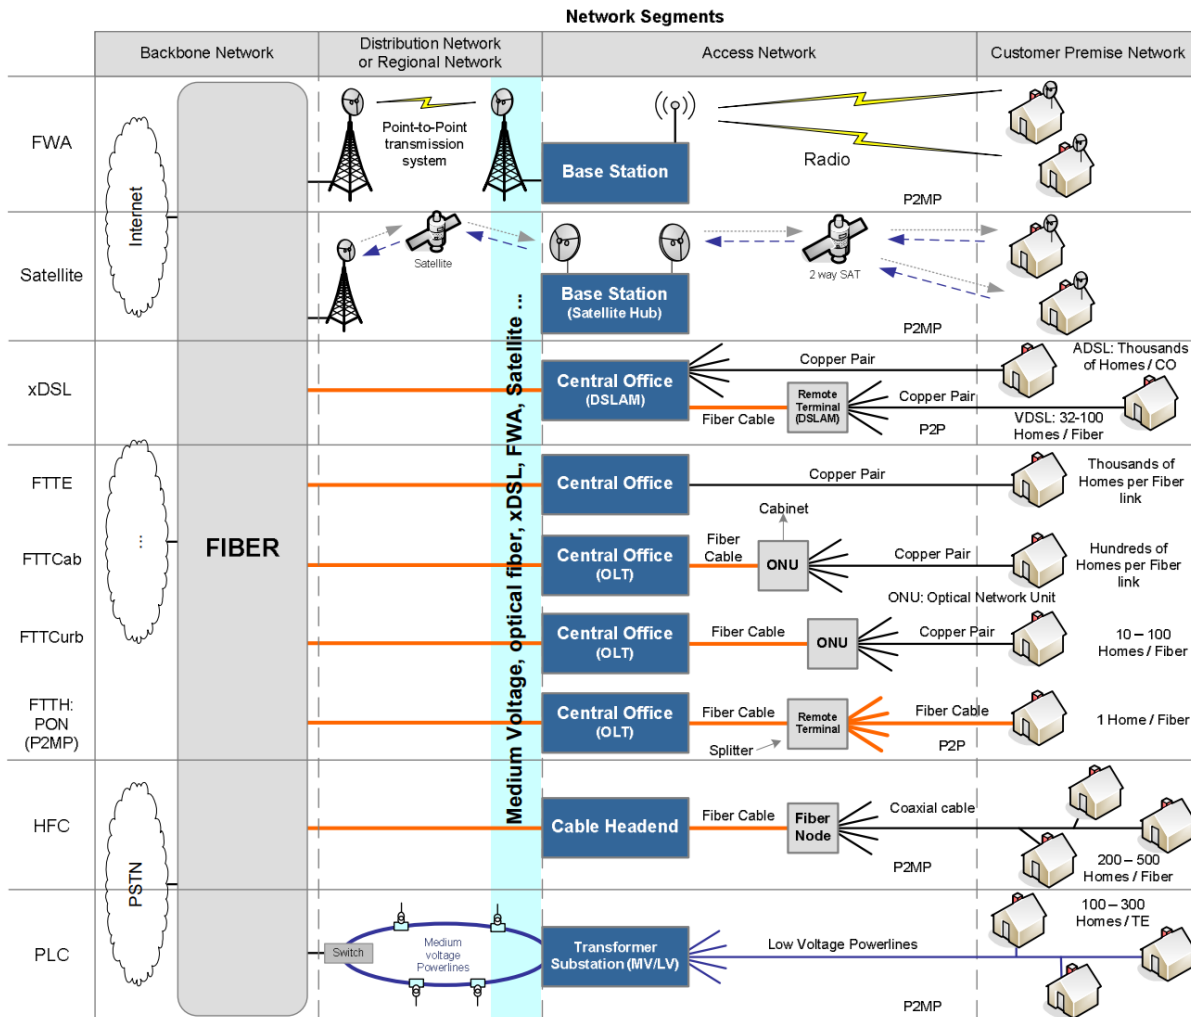 Network Segments
Backbone Network
Distribution Network
or Regional Network
Access Network
Customer Premise Network
FWA
Point-to-Point
transmission
system
Base Station
Radio
P2MP
Internet
Satellite
Satellite
Base Station
(Satellite Hub)
2 way SAT
P2MP
Medium Voltage, optical fiber, xDSL, FWA, Satellite ...
xDSL
Central Office
(DSLAM)
Copper Pair
ADSL: Thousands
of Homes / CO
Fiber Cable
Remote
Terminal
(DSLAM)
Copper Pair
P2P
VDSL: 32-100
Homes / Fiber
FTTE
Central Office
Copper Pair
Thousands of
Homes per Fiber
link
...
FIBER
FTTCab
Central Office
(OLT)
Fiber
Cable
Cabinet
ONU
Copper Pair
Hundreds of
Homes per Fiber
link
ONU: Optical Network Unit
FTTCurb
Central Office
(OLT)
Fiber Cable
ONU
Copper Pair
10 – 100
Homes / Fiber
FTTH:
PON
(P2MP)
Central Office
(OLT)
Fiber Cable
Splitter
Remote
Terminal
Fiber Cable
P2P
1 Home / Fiber
HFC
Cable Headend
Fiber Cable
Fiber
Node
Coaxial cable
P2MP
200 – 500
Homes / Fiber
PSTN
PLC
Switch
Medium
voltage
Powerlines
Transformer
Substation (MV/LV)
Low Voltage Powerlines
100 – 300
Homes / TE
P2MP